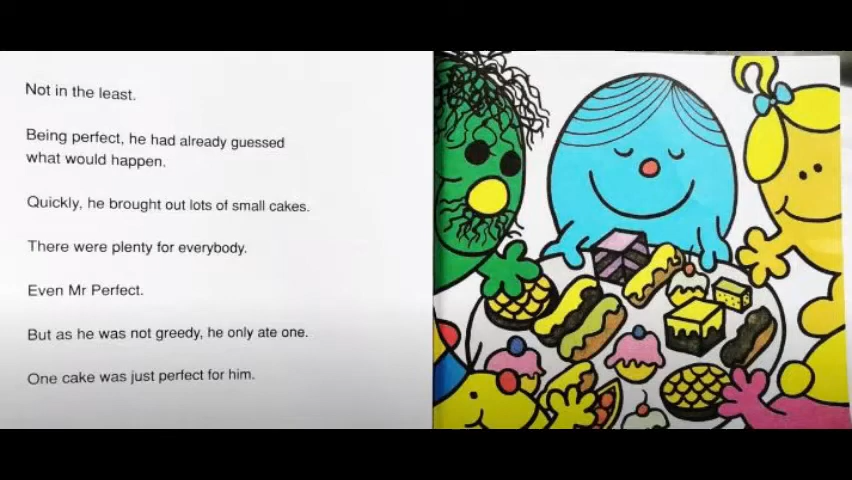 Not in the least.
Being perfect, he had already guessed
what would happen.
Quickly, he brought out lots of small cakes.
There were plenty for everybody.
Even Mr Perfect.
But as he was not greedy, he only ate one.
One cake was just perfect for him.